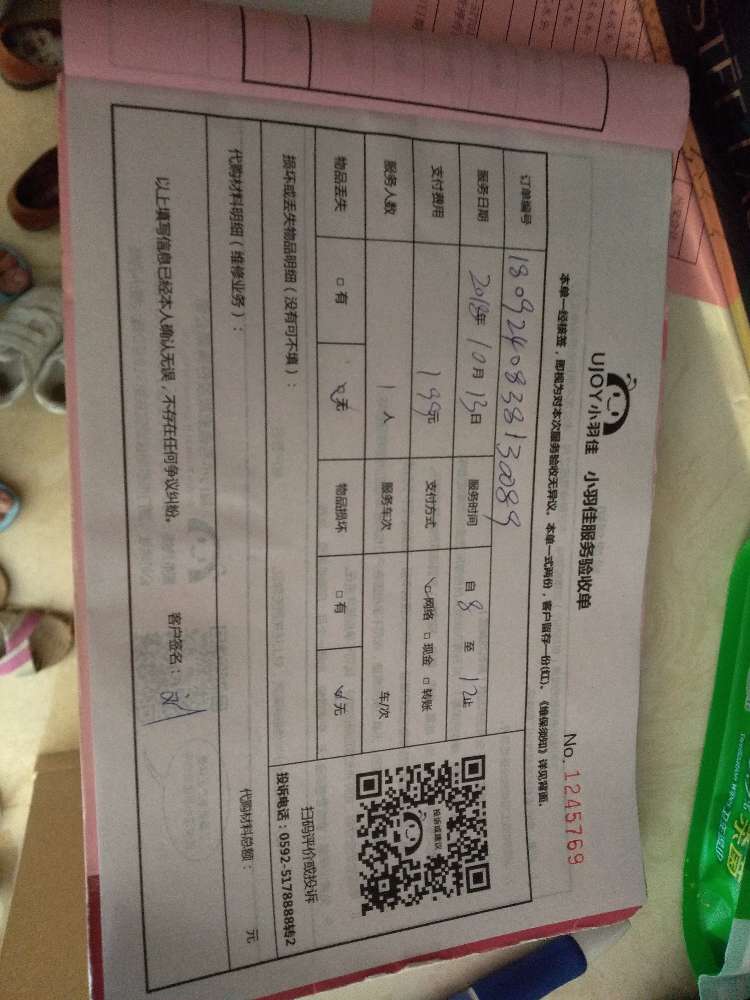 UJOY小羽佳 小羽佳服务验收单
No. 1245769
本单一经核签，即视为对本次服务验收无异议。本单一式两份，客户留存一份(红)。《维保须知》详见背面。
订单编号 1809240838130089
服务日期 2018年 10月 13日 服务时间 自 8 至 12止
支付费用 199元 支付方式 □网络 □现金 □转账
服务人数 1人 服务车次 车/次
物品丢失 □有 □无 物品损坏 □有 □无
损坏或丢失物品明细（没有可不填）：
投诉或建议
扫码评价或投诉
投诉电话：0592-5178888转2
代购材料明细（维修业务）： 代购材料总额： 元
以上填写信息已经本人确认无误，不存在任何争议纠纷。 客户签名：